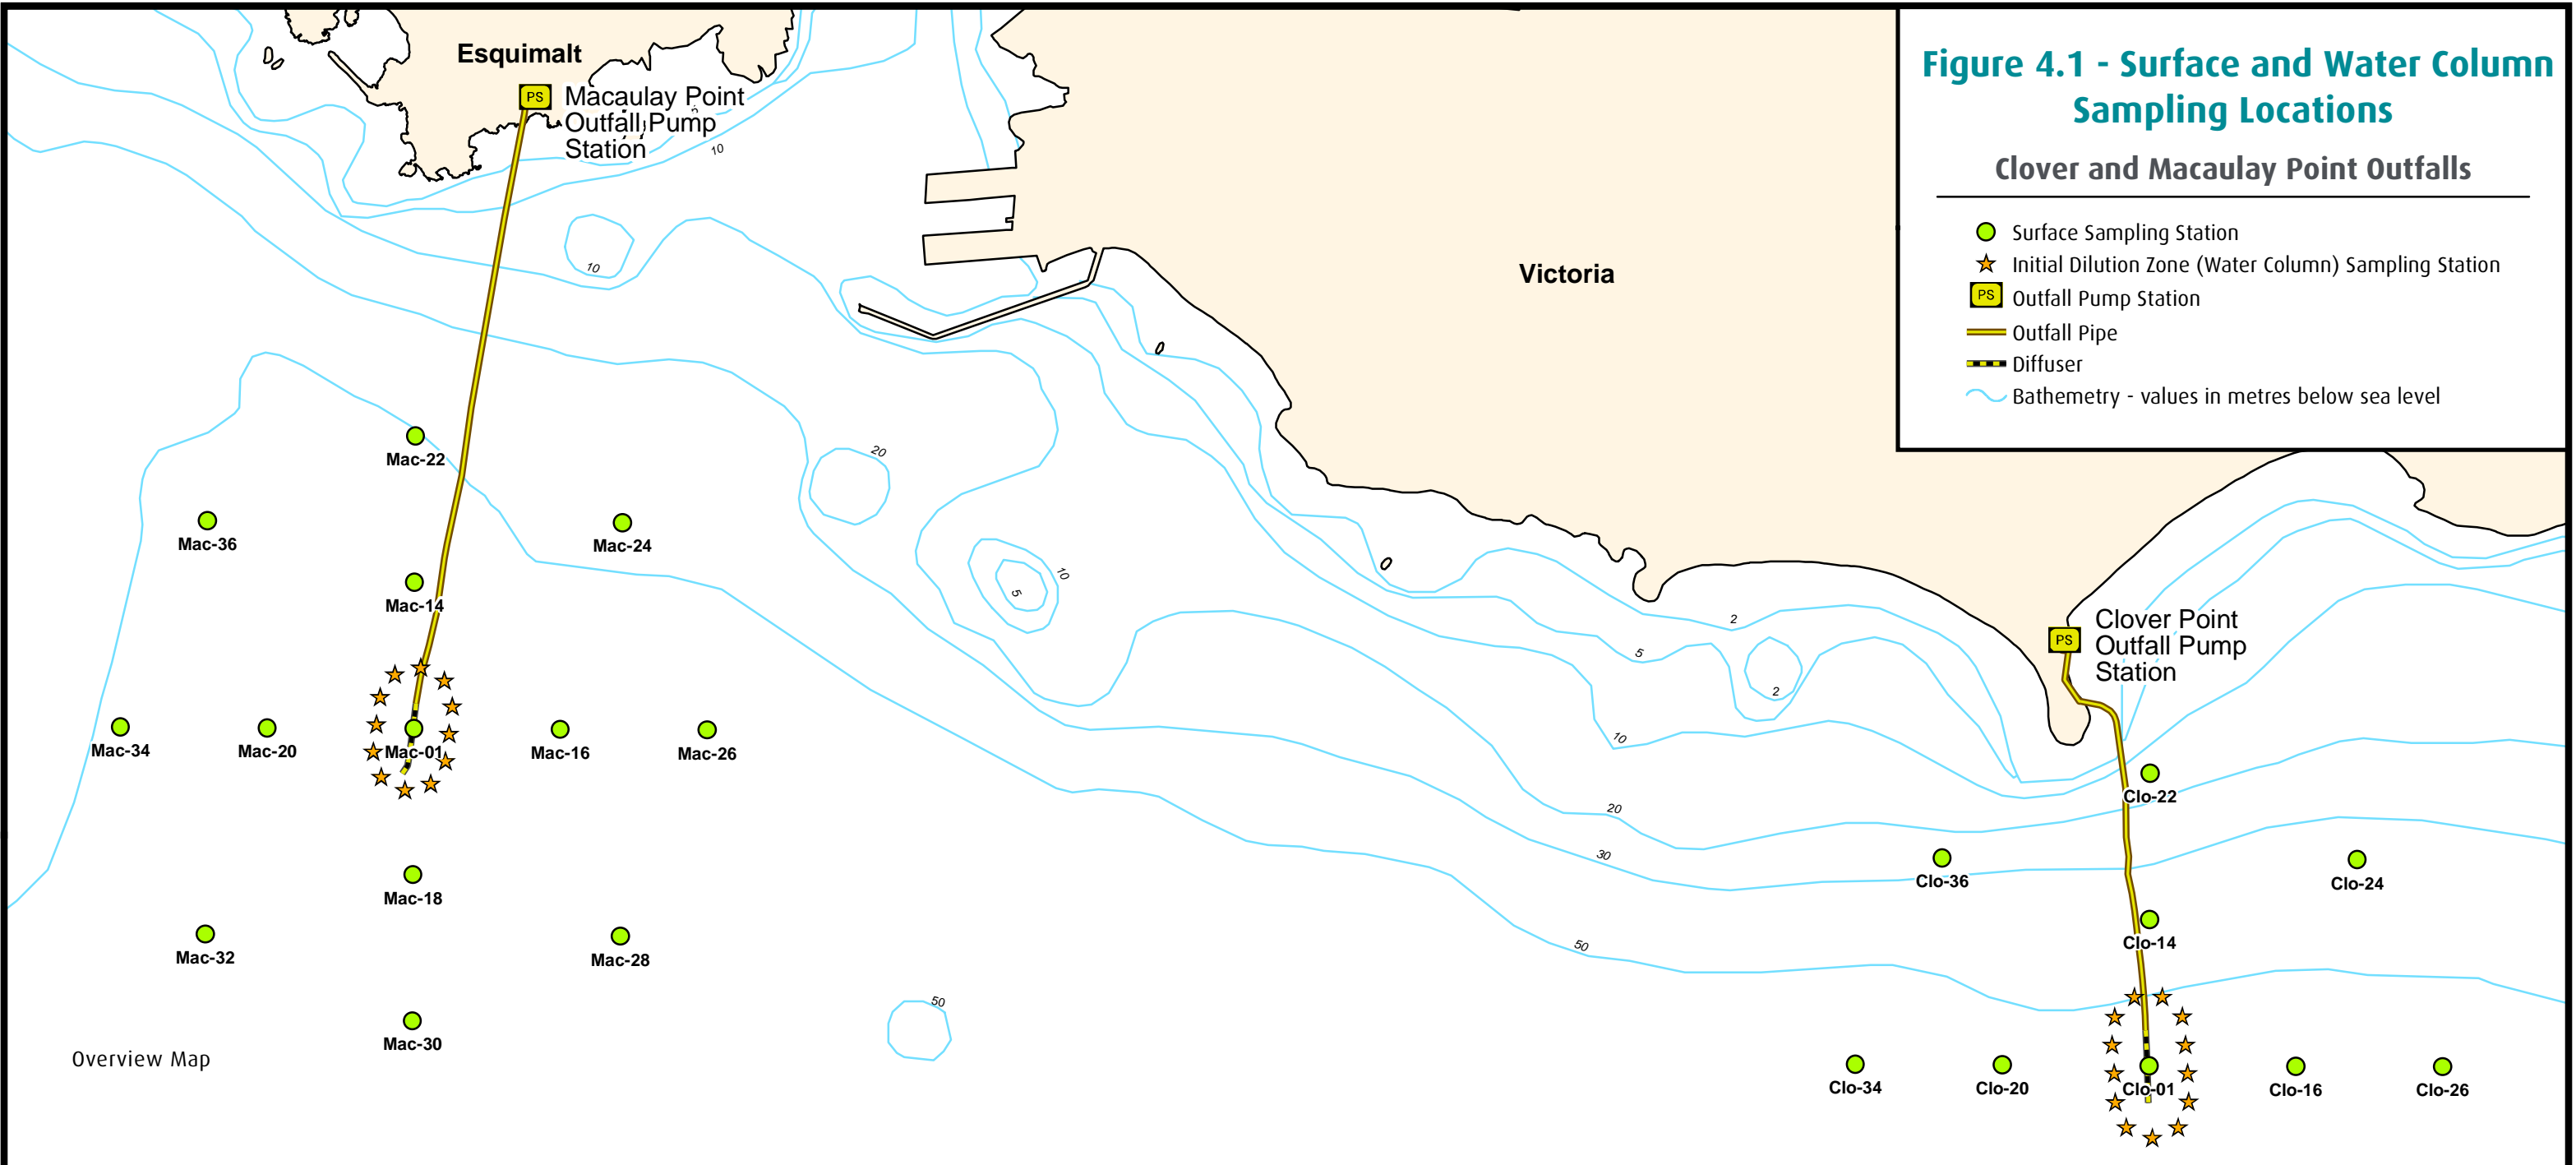 Figure 4.1 - Surface and Water Column
Sampling Locations
Clover and Macaulay Point Outfalls
Surface Sampling Station
Initial Dilution Zone (Water Column) Sampling Station
PS Outfall Pump Station
Outfall Pipe
Diffuser
Bathemetry - values in metres below sea level
Esquimalt
PS
Macaulay Point
Outfall Pump
Station
5
10
10
Victoria
Mac-22
20
Mac-36
Mac-24
10
5
Mac-14
2
Clover Point
PS
Outfall Pump
Station
5
2
Mac-34
Mac-20
Mac-01
Mac-16
Mac-26
10
Clo-22
20
30
Clo-36
Clo-24
Mac-18
Clo-14
50
Mac-32
Mac-28
50
Mac-30
Overview Map
Clo-34
Clo-20
Clo-01
Clo-16
Clo-26